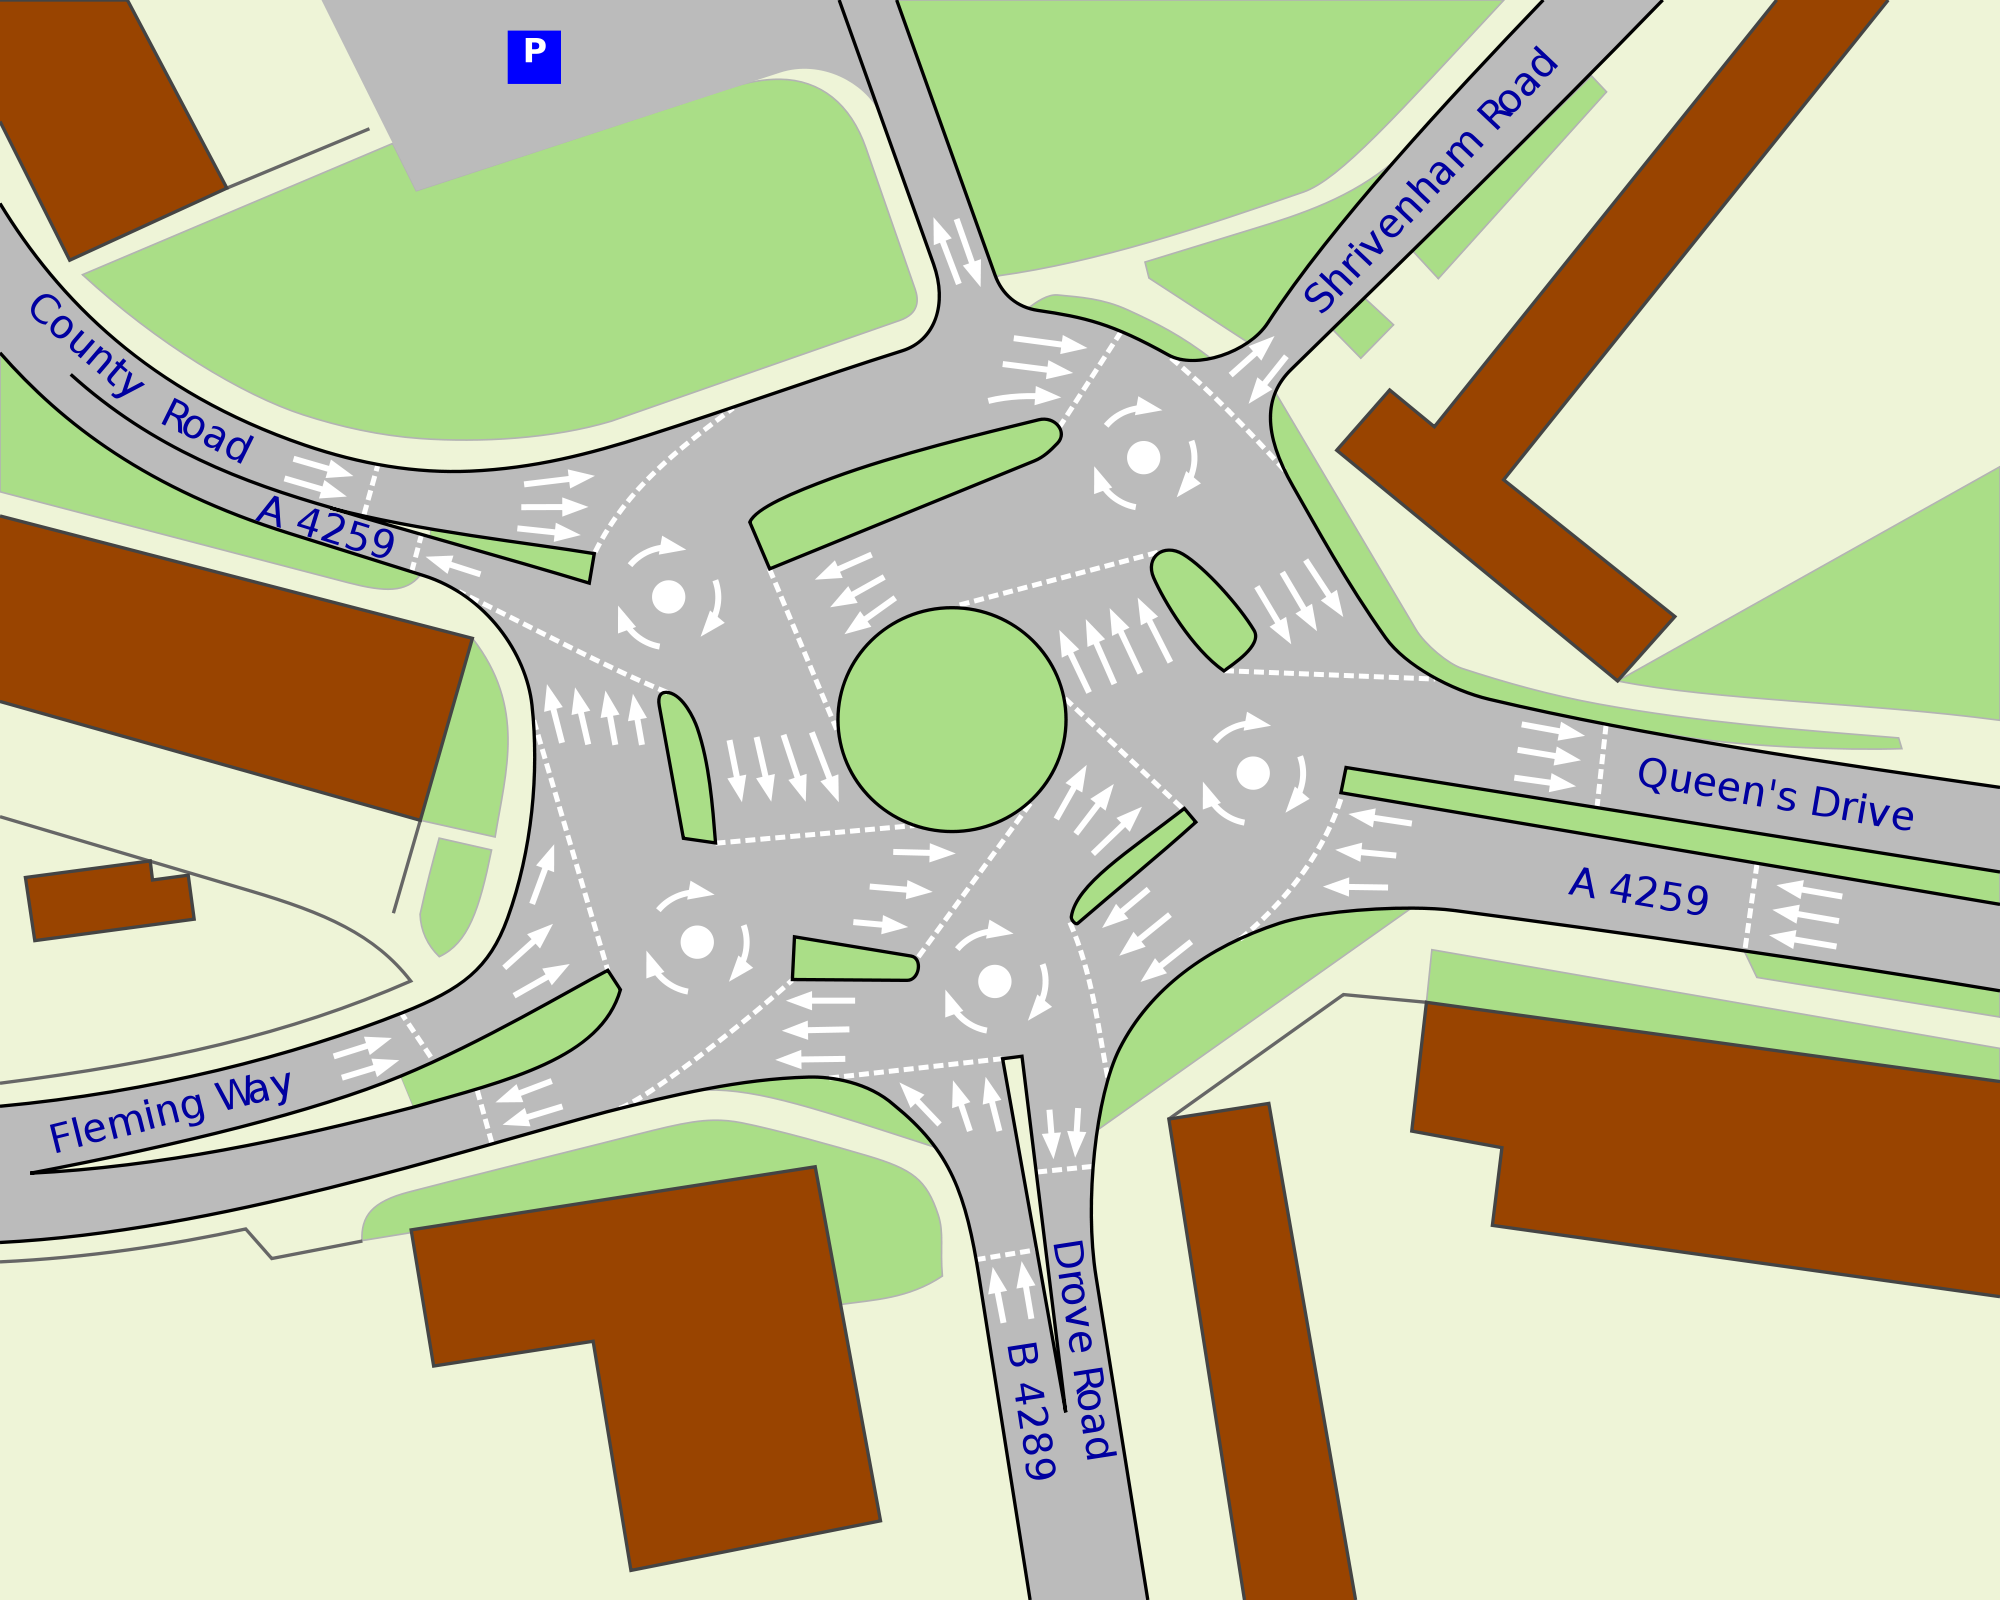 P
Shrivenham Road
County Road
A 4259
Queen's Drive
A 4259
Fleming Way
Drove Road
B 4289